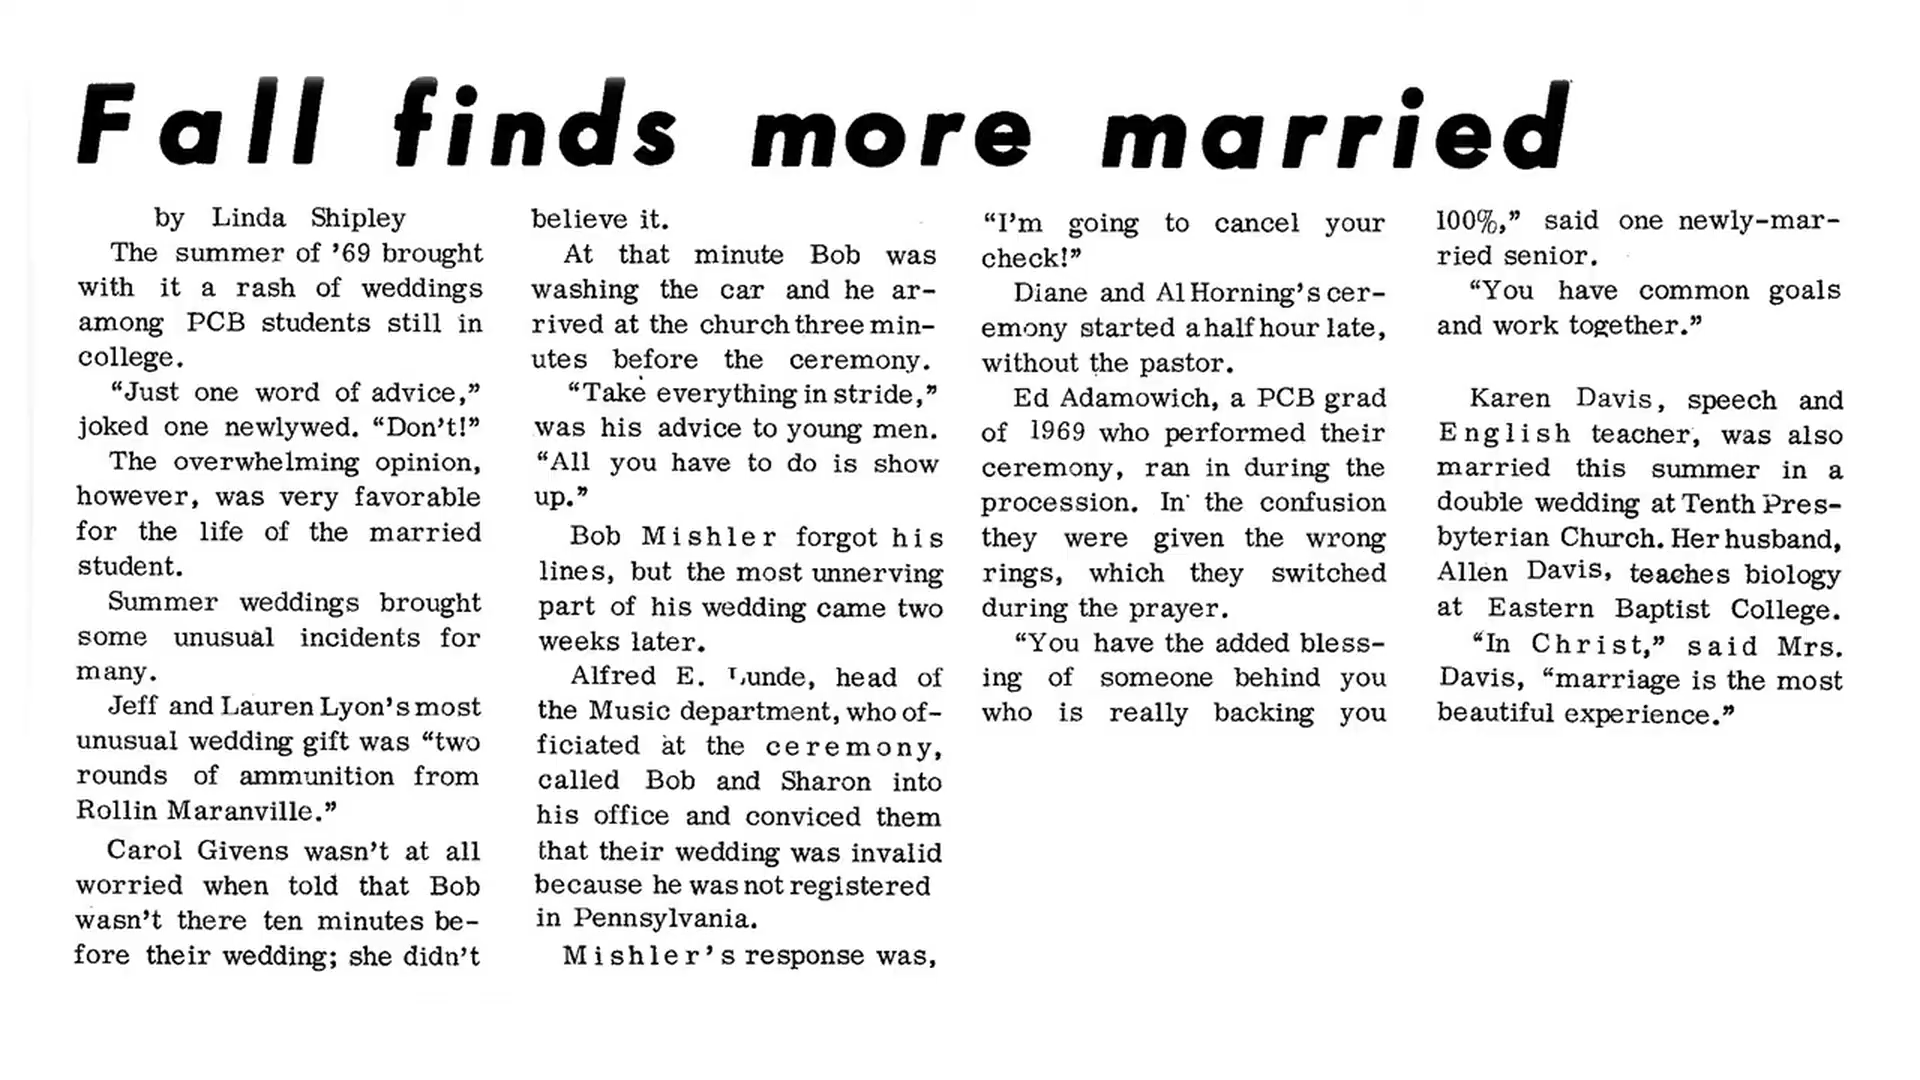 Fall finds more married
by Linda Shipley
The summer of '69 brought
with it a rash of weddings
among PCB students still in
college.
“Just one word of advice,”
joked one newlywed. “Don't!”
The overwhelming opinion,
however, was very favorable
for the life of the married
student.
Summer weddings brought
some unusual incidents for
many.
Jeff and Lauren Lyon's most
unusual wedding gift was “two
rounds of ammunition from
Rollin Maranville.”
Carol Givens wasn't at all
worried when told that Bob
wasn't there ten minutes be-
fore their wedding; she didn't
believe it.
At that minute Bob was
washing the car and he ar-
rived at the church three min-
utes before the ceremony.
“Take everything in stride,”
was his advice to young men.
“All you have to do is show
up.”
Bob Mishler forgot his
lines, but the most unnerving
part of his wedding came two
weeks later.
Alfred E. Lunde, head of
the Music department, who of-
ficiated at the ceremony,
called Bob and Sharon into
his office and conviced them
that their wedding was invalid
because he was not registered
in Pennsylvania.
Mishler's response was,
“I'm going to cancel your
check!”
Diane and Al Horning's cer-
emony started a half hour late,
without the pastor.
Ed Adamowich, a PCB grad
of 1969 who performed their
ceremony, ran in during the
procession. In the confusion
they were given the wrong
rings, which they switched
during the prayer.
“You have the added bless-
ing of someone behind you
who is really backing you
100%,” said one newly-mar-
ried senior.
“You have common goals
and work together.”
Karen Davis, speech and
English teacher, was also
married this summer in a
double wedding at Tenth Pres-
byterian Church. Her husband,
Allen Davis, teaches biology
at Eastern Baptist College.
“In Christ,” said Mrs.
Davis, “marriage is the most
beautiful experience.”